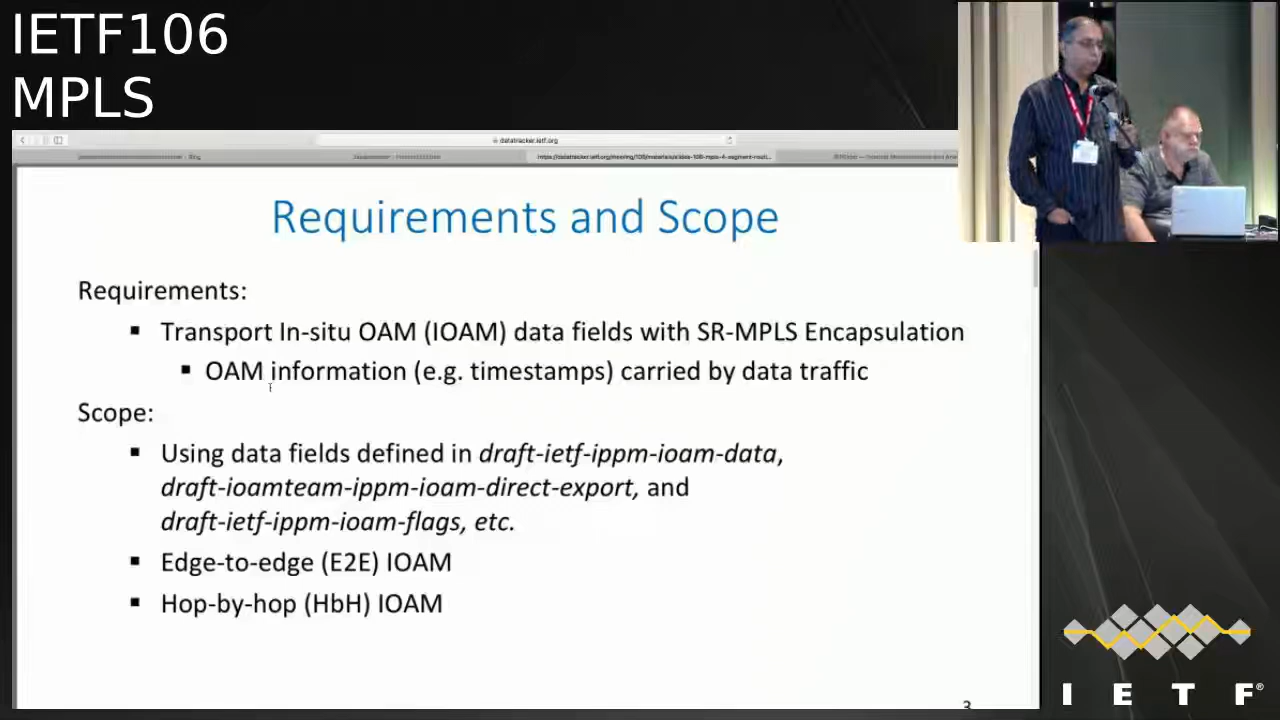 IETF106
MPLS
datatracker.ietf.org
Requirements and Scope
Requirements:
▪ Transport In-situ OAM (IOAM) data fields with SR-MPLS Encapsulation
▪ OAM information (e.g. timestamps) carried by data traffic
Scope:
▪ Using data fields defined in draft-ietf-ippm-ioam-data,
draft-ioamteam-ippm-ioam-direct-export, and
draft-ietf-ippm-ioam-flags, etc.
▪ Edge-to-edge (E2E) IOAM
▪ Hop-by-hop (HbH) IOAM
3
I E T F®